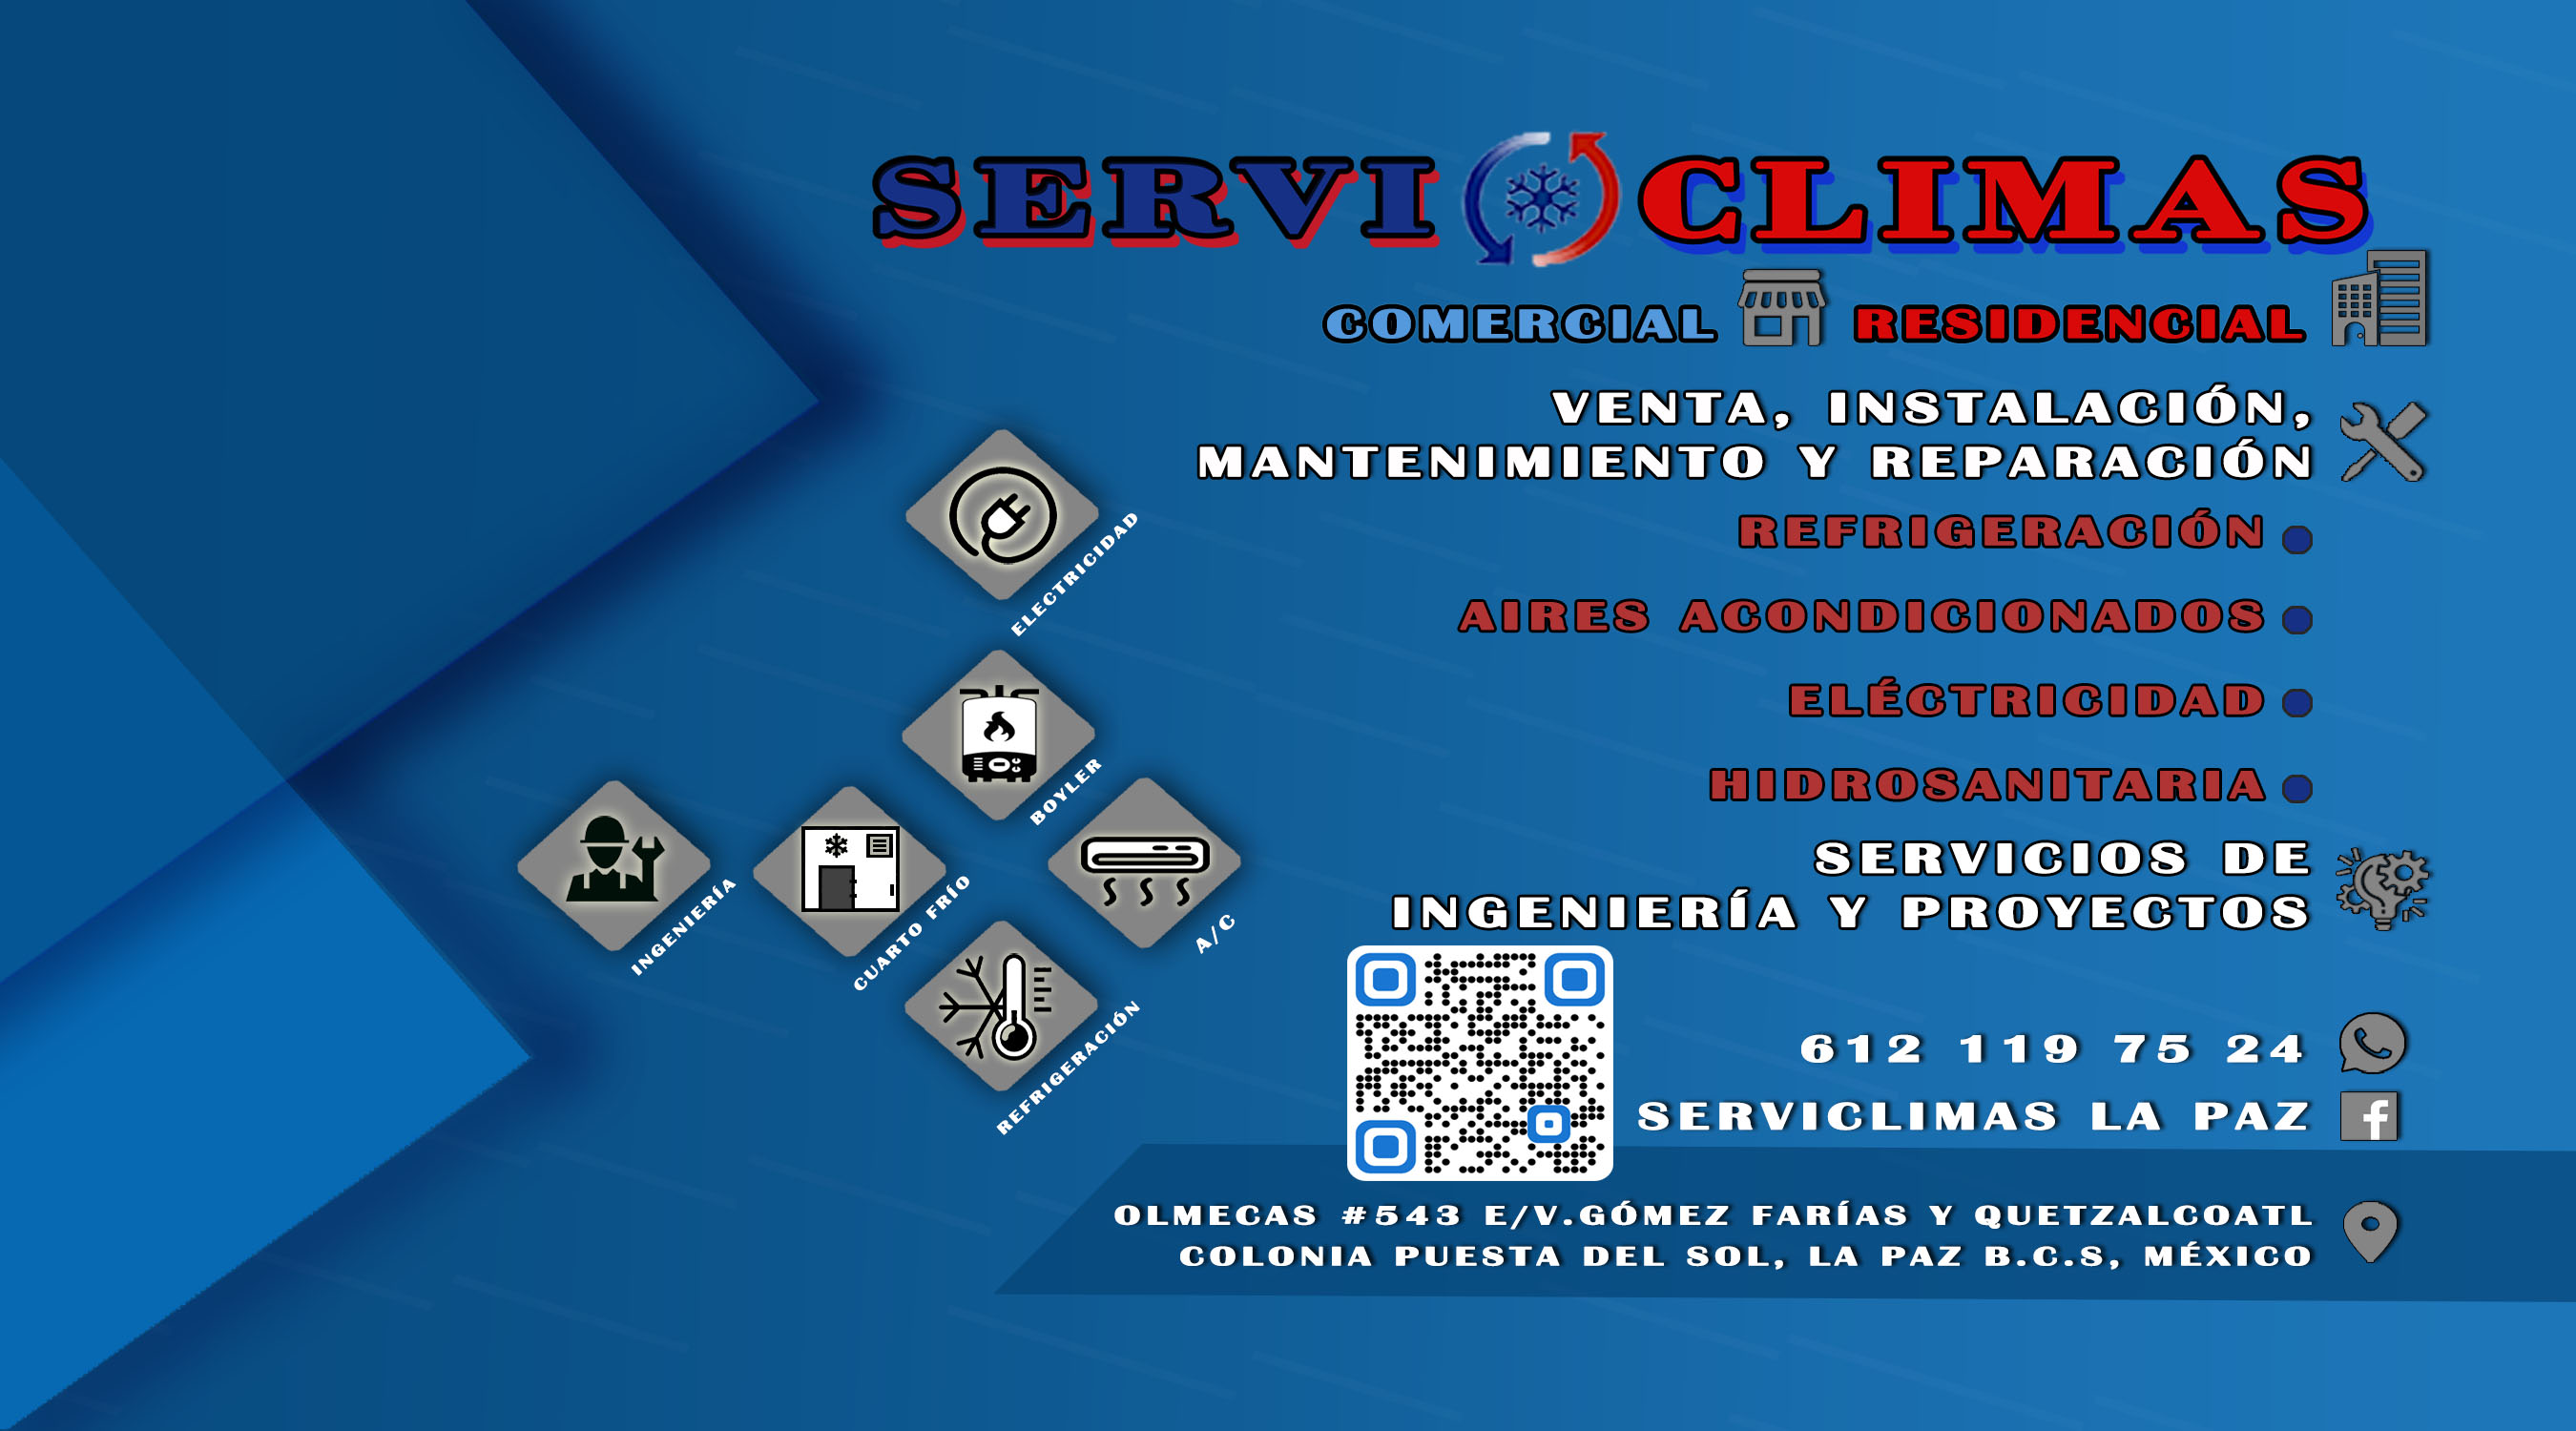 SERVI CLIMAS
COMERCIAL RESIDENCIAL
VENTA, INSTALACIÓN,
MANTENIMIENTO Y REPARACIÓN
REFRIGERACIÓN
AIRES ACONDICIONADOS
ELÉCTRICIDAD
HIDROSANITARIA
SERVICIOS DE
INGENIERÍA Y PROYECTOS
ELECTRICIDAD
BOYLER
INGENIERÍA
CUARTO FRÍO
A/C
REFRIGERACIÓN
612 119 75 24
SERVICLIMAS LA PAZ
OLMECAS #543 E/V.GÓMEZ FARÍAS Y QUETZALCOATL
COLONIA PUESTA DEL SOL, LA PAZ B.C.S, MÉXICO